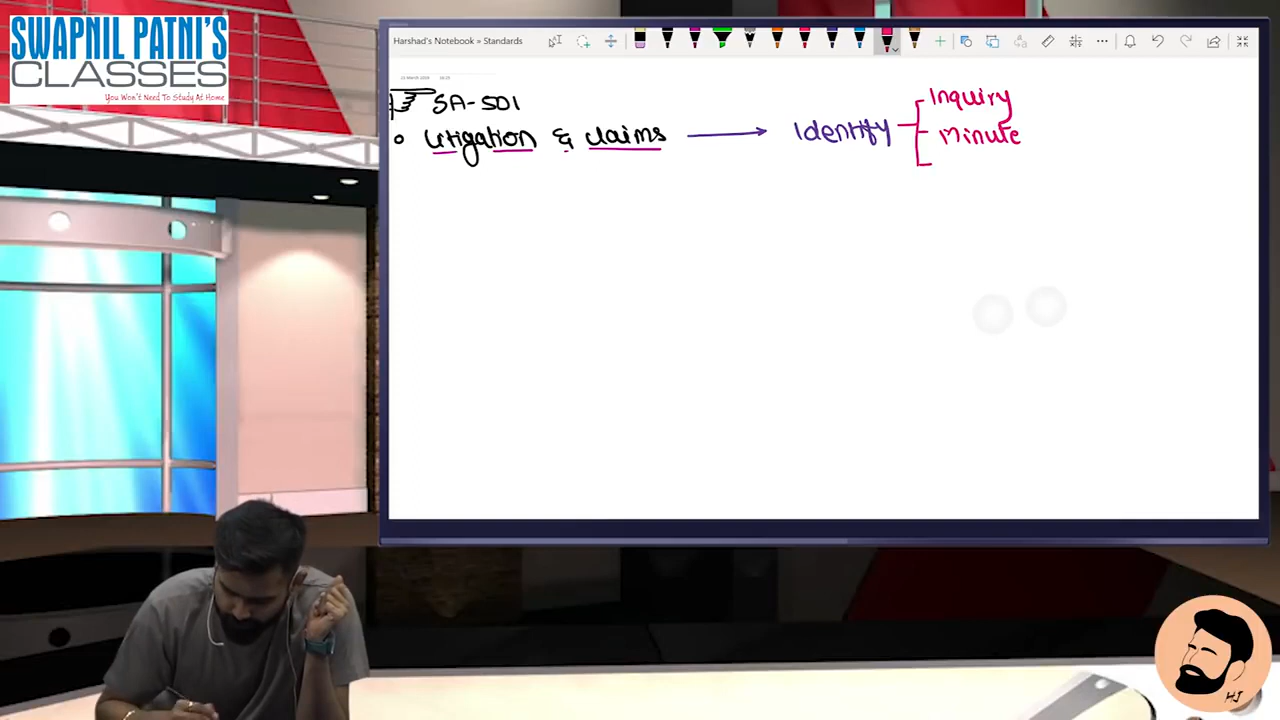 SWAPNIL PATNI'S
CLASSES
You Won't Need To Study At Home
Harshad's Notebook » Standards
SA-501
Litigation & claims → Identify
Inquiry
Minute
HJ